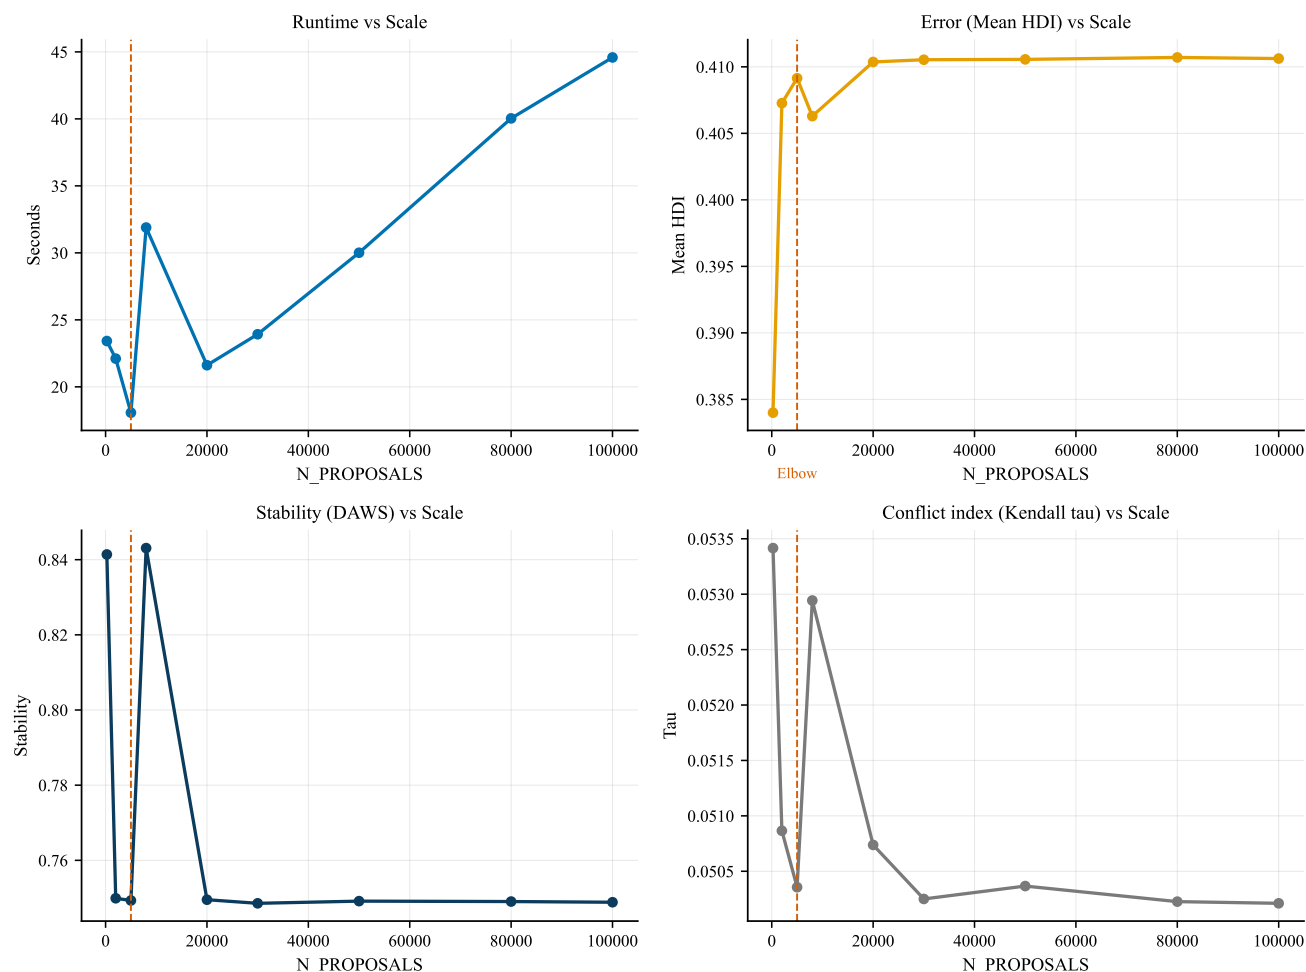 Runtime vs Scale
45
40
35
30
25
20
Seconds
0 20000 40000 60000 80000 100000
N_PROPOSALS
Error (Mean HDI) vs Scale
0.410
0.405
0.400
0.395
0.390
0.385
Mean HDI
0 20000 40000 60000 80000 100000
Elbow
N_PROPOSALS
Stability (DAWS) vs Scale
0.84
0.82
0.80
0.78
0.76
Stability
0 20000 40000 60000 80000 100000
N_PROPOSALS
Conflict index (Kendall tau) vs Scale
0.0535
0.0530
0.0525
0.0520
0.0515
0.0510
0.0505
Tau
0 20000 40000 60000 80000 100000
N_PROPOSALS